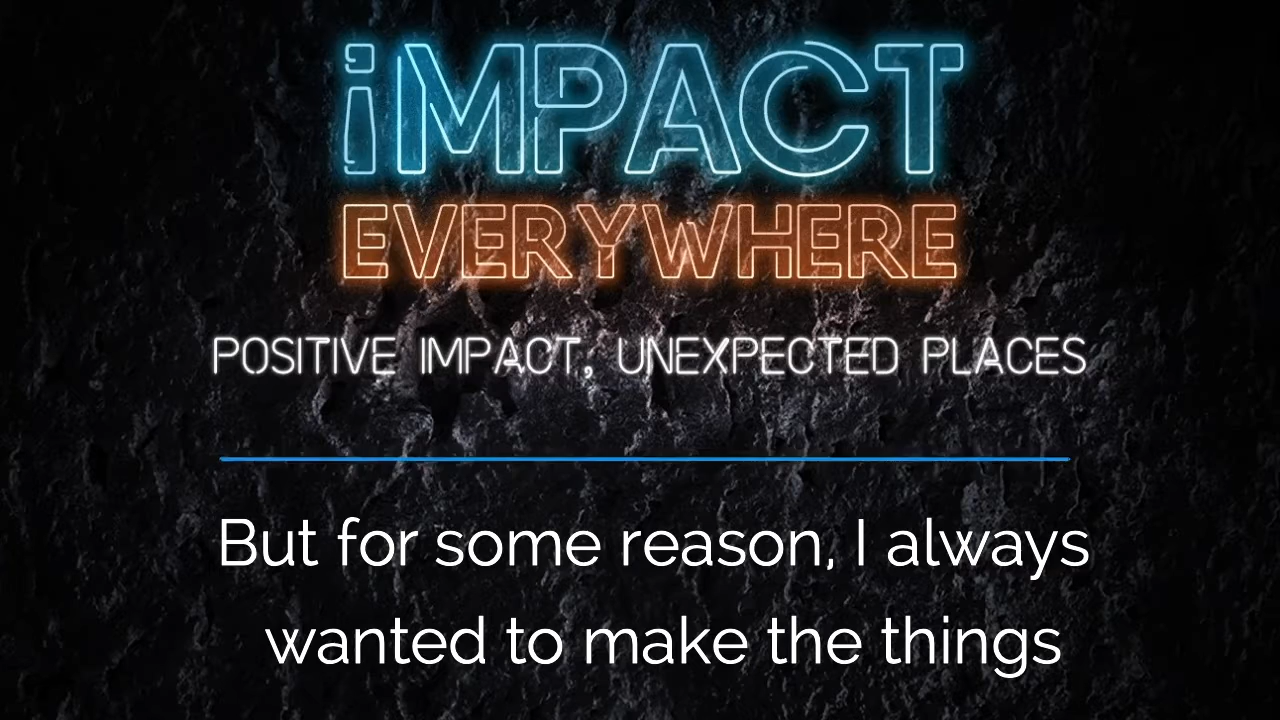 iMPACT
EVERYWHERE
POSITIVE IMPACT, UNEXPECTED PLACES
But for some reason, I always
wanted to make the things